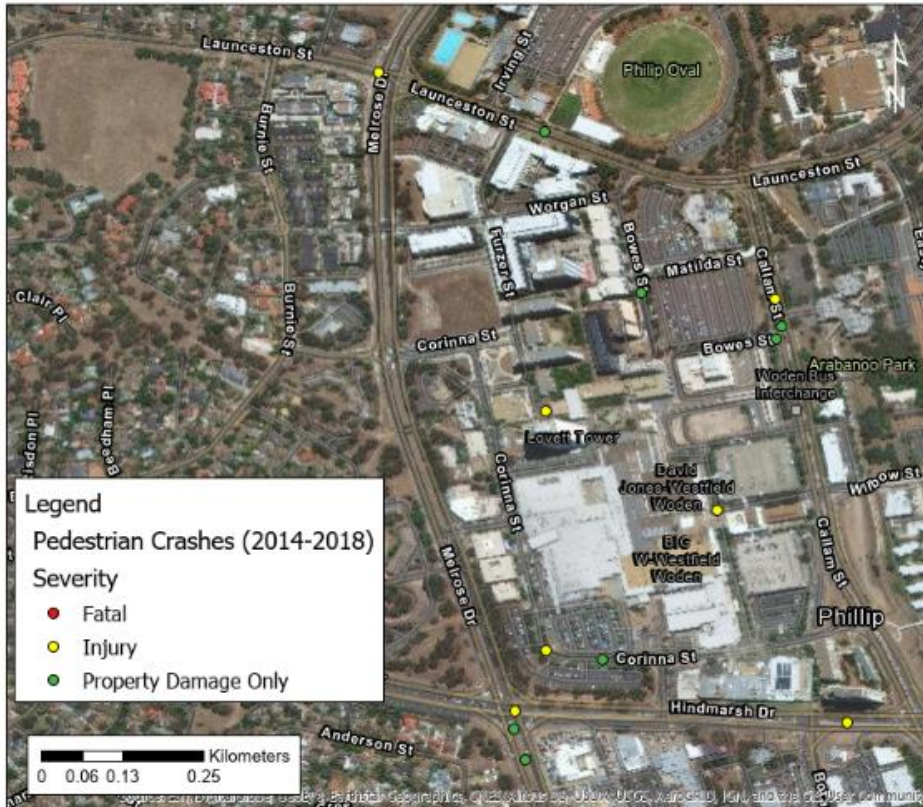 Launceston St
Irving St
Philip Oval
Melrose Dr
Launceston St
Burnie St
Launceston St
Worgan St
Furzer St
Bowes St
Matilda St
Callam St
Clair Pl
Burnie St
Corinna St
Bowes St
Arabanoo Park
Woden Bus
Interchange
Beadham Pl
Lovett Tower
Corinna St
David
Jones-Westfield
Woden
BIG
W-Westfield
Woden
Callam St
Melrose Dr
Phillip
Corinna St
Hindmarsh Dr
Anderson St
Legend
Pedestrian Crashes (2014-2018)
Severity
Fatal
Injury
Property Damage Only
Kilometers
0 0.06 0.13 0.25